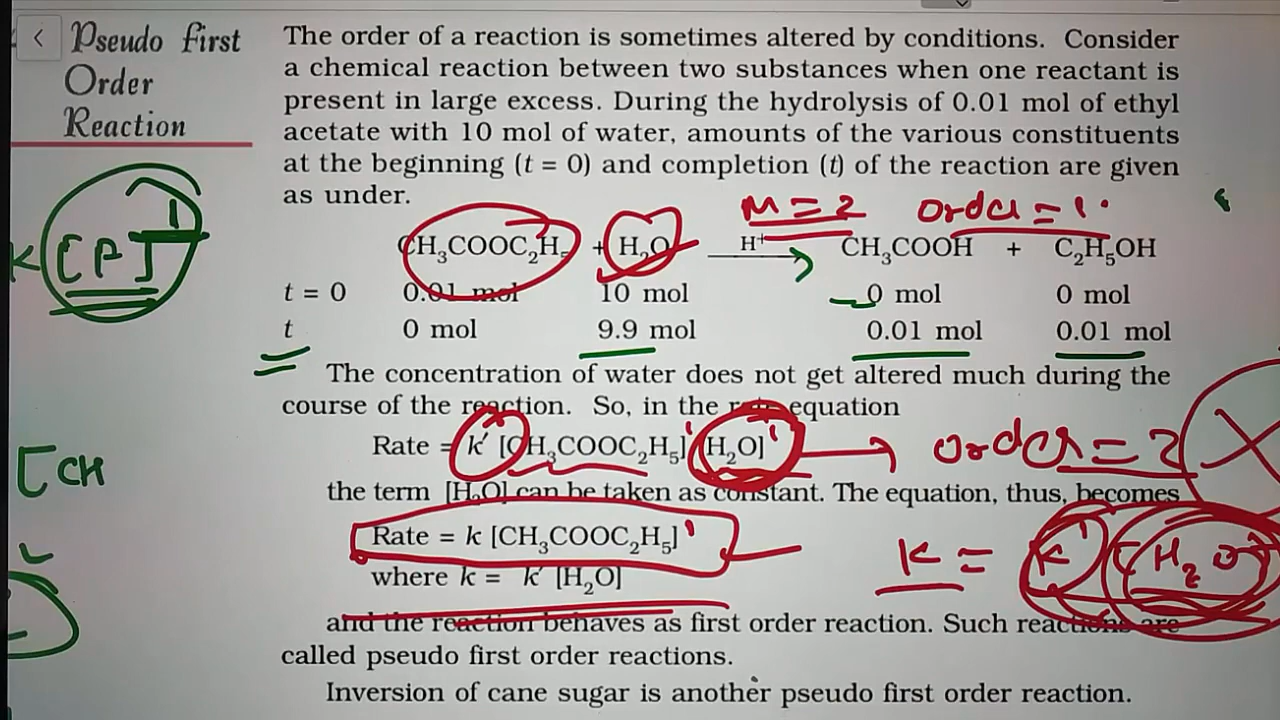 Pseudo First
Order
Reaction
The order of a reaction is sometimes altered by conditions. Consider
a chemical reaction between two substances when one reactant is
present in large excess. During the hydrolysis of 0.01 mol of ethyl
acetate with 10 mol of water, amounts of the various constituents
at the beginning (t = 0) and completion (t) of the reaction are given
as under.
M = 2 order = 1
k [P]¹
CH₃COOC₂H₅ + H₂O H⁺ CH₃COOH + C₂H₅OH
t = 0 0.01 mol 10 mol 0 mol 0 mol
t 0 mol 9.9 mol 0.01 mol 0.01 mol
The concentration of water does not get altered much during the
course of the reaction. So, in the rate equation
Rate = k′ [CH₃COOC₂H₅]¹ [H₂O]¹ → order = 2
[CH
the term [H₂O] can be taken as constant. The equation, thus, becomes
Rate = k [CH₃COOC₂H₅]¹
K = K¹ [H₂O]
where k = k′ [H₂O]
and the reaction behaves as first order reaction. Such reactions are
called pseudo first order reactions.
Inversion of cane sugar is another pseudo first order reaction.